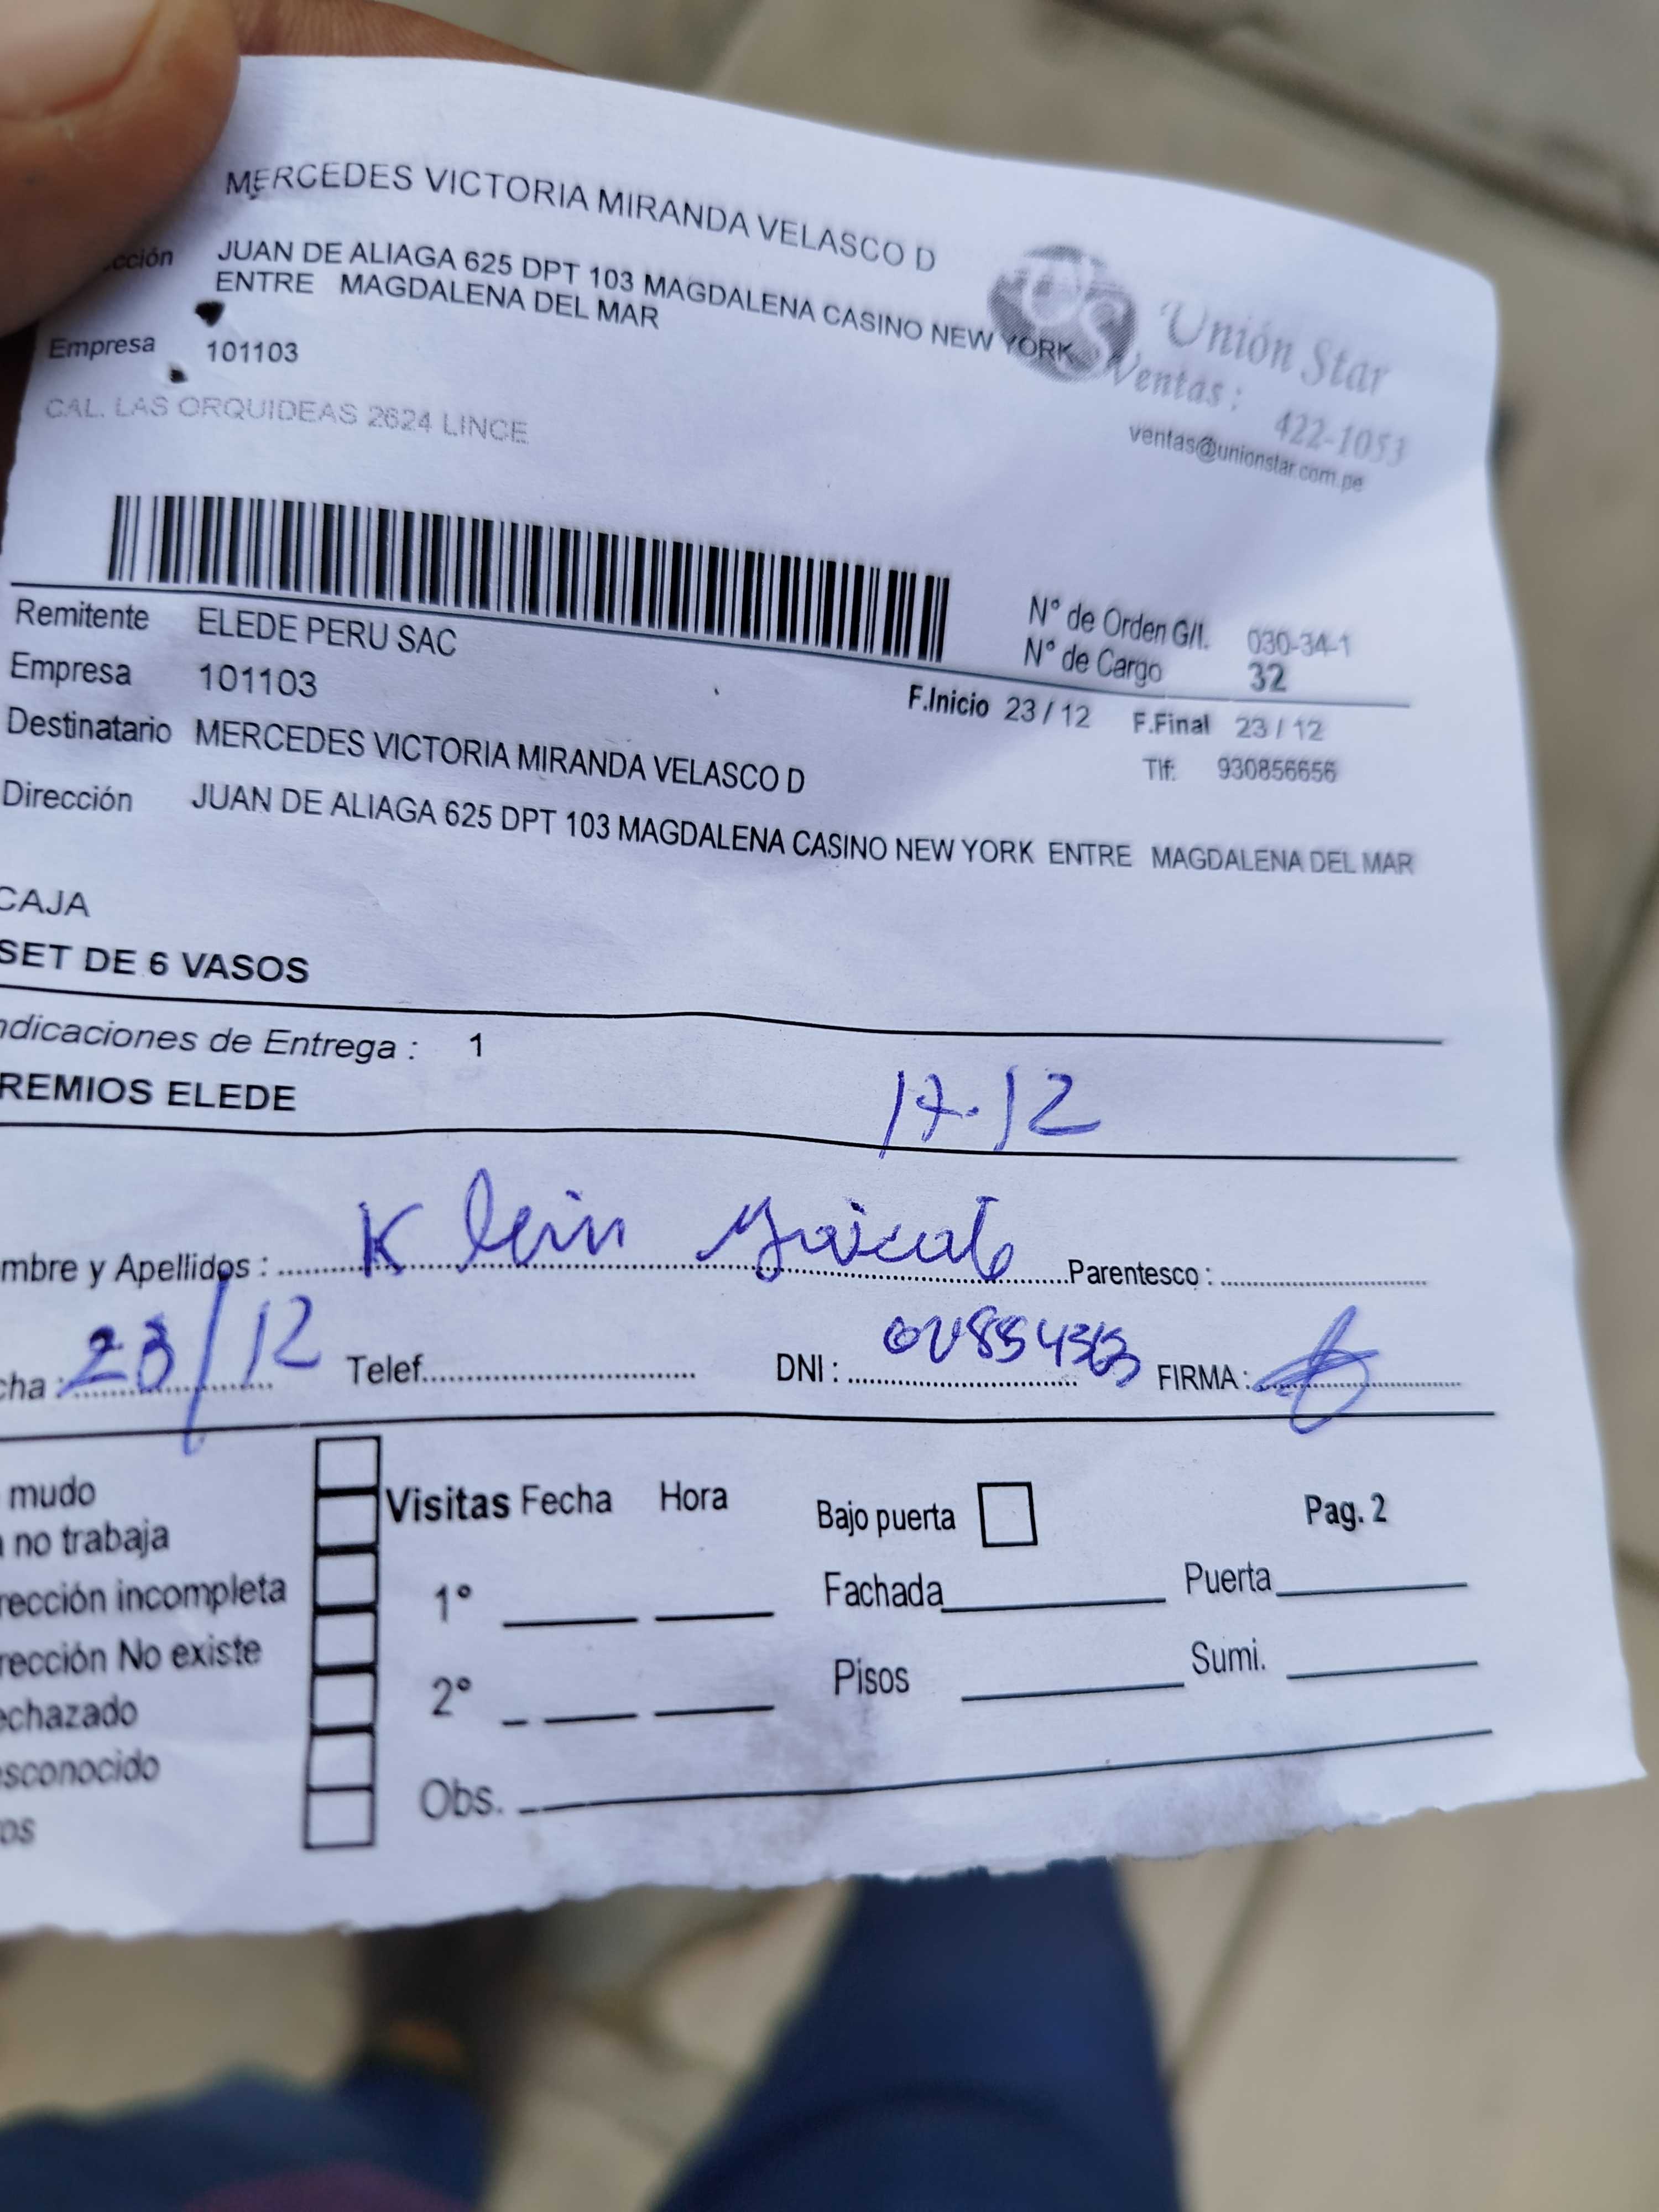 MERCEDES VICTORIA MIRANDA VELASCO D
cción JUAN DE ALIAGA 625 DPT 103 MAGDALENA CASINO NEW YORK
ENTRE MAGDALENA DEL MAR
Empresa 101103
CAL. LAS ORQUIDEAS 2624 LINCE
US Unión Star
Ventas : 422-1053
ventas@unionstar.com.pe
Remitente ELEDE PERU SAC
Empresa 101103
N° de Orden G/I. 030-34-1
N° de Cargo 32
F.Inicio 23 / 12 F.Final 23 / 12
Destinatario MERCEDES VICTORIA MIRANDA VELASCO D
Tlf: 930856656
Dirección JUAN DE ALIAGA 625 DPT 103 MAGDALENA CASINO NEW YORK ENTRE MAGDALENA DEL MAR
CAJA
SET DE 6 VASOS
ndicaciones de Entrega : 1
REMIOS ELEDE
17.12
mbre y Apellidos : Klein Parentesco :
cha : 23/12 Telef. DNI : FIRMA :
mudo
no trabaja
rección incompleta
rección No existe
echazado
esconocido
os
Visitas Fecha Hora
1°
2°
Obs.
Bajo puerta Pag. 2
Fachada Puerta
Pisos Sumi.